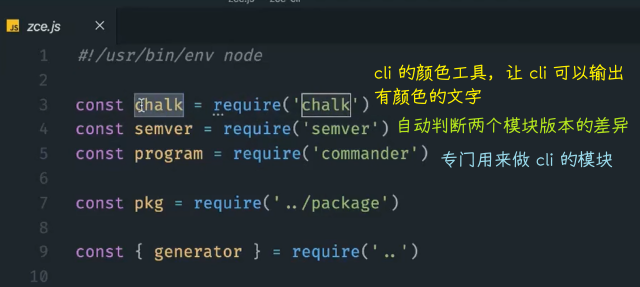 zce.js
#!/usr/bin/env node
const chalk = require('chalk')
cli 的颜色工具，让 cli 可以输出
有颜色的文字
const semver = require('semver')
自动判断两个模块版本的差异
const program = require('commander')
专门用来做 cli 的模块
const pkg = require('../package')
const { generator } = require('..')
1
2
3
4
5
6
7
8
9
10